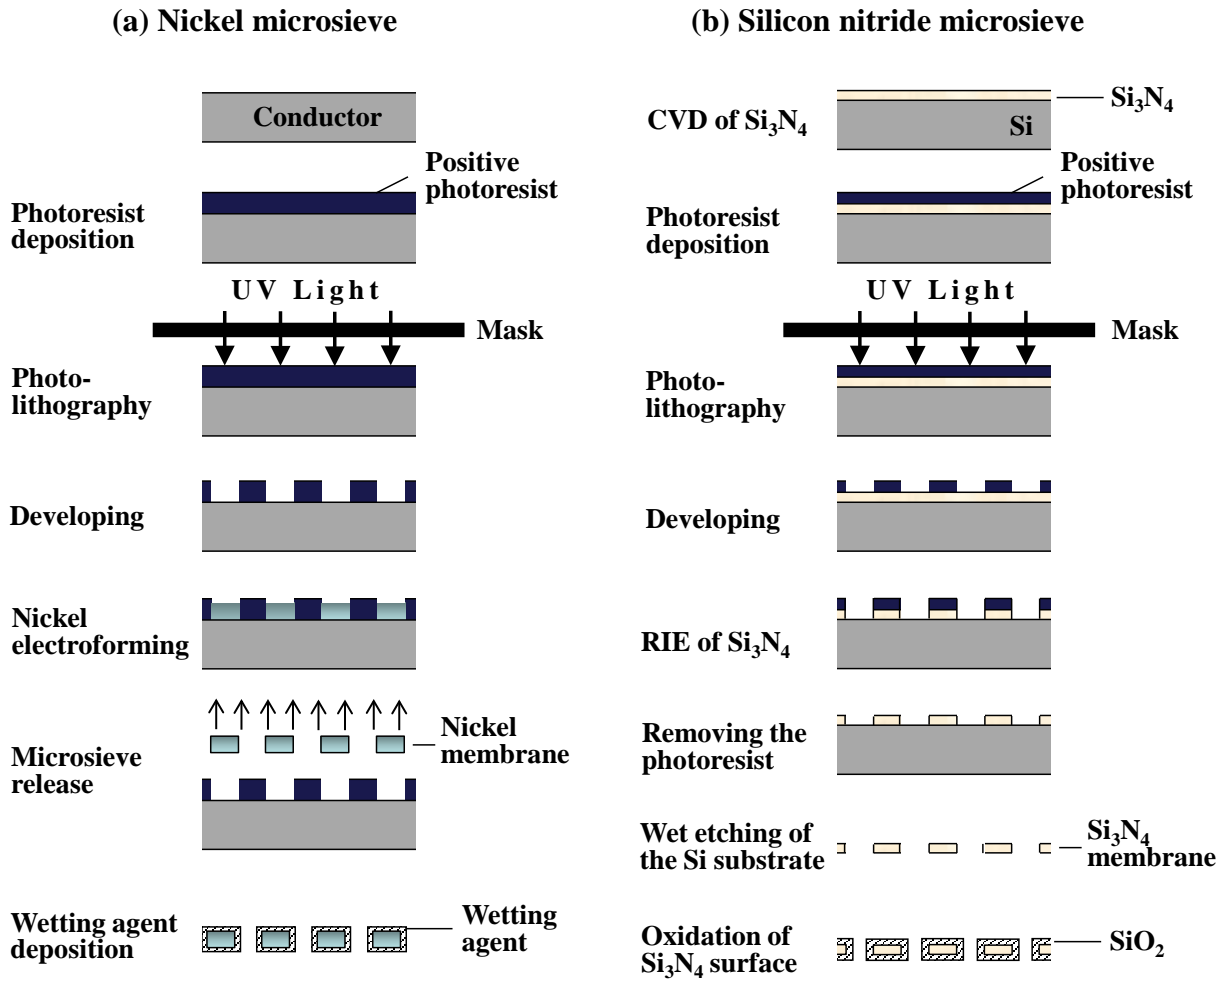 (a) Nickel microsieve
Conductor
Positive
photoresist
Photoresist
deposition
UV Light
Mask
Photo-
lithography
Developing
Nickel
electroforming
Nickel
membrane
Microsieve
release
Wetting agent
deposition
Wetting
agent
(b) Silicon nitride microsieve
Si₃N₄
CVD of Si₃N₄
Si
Positive
photoresist
Photoresist
deposition
UV Light
Mask
Photo-
lithography
Developing
RIE of Si₃N₄
Removing the
photoresist
Wet etching of
the Si substrate
Si₃N₄
membrane
Oxidation of
Si₃N₄ surface
SiO₂